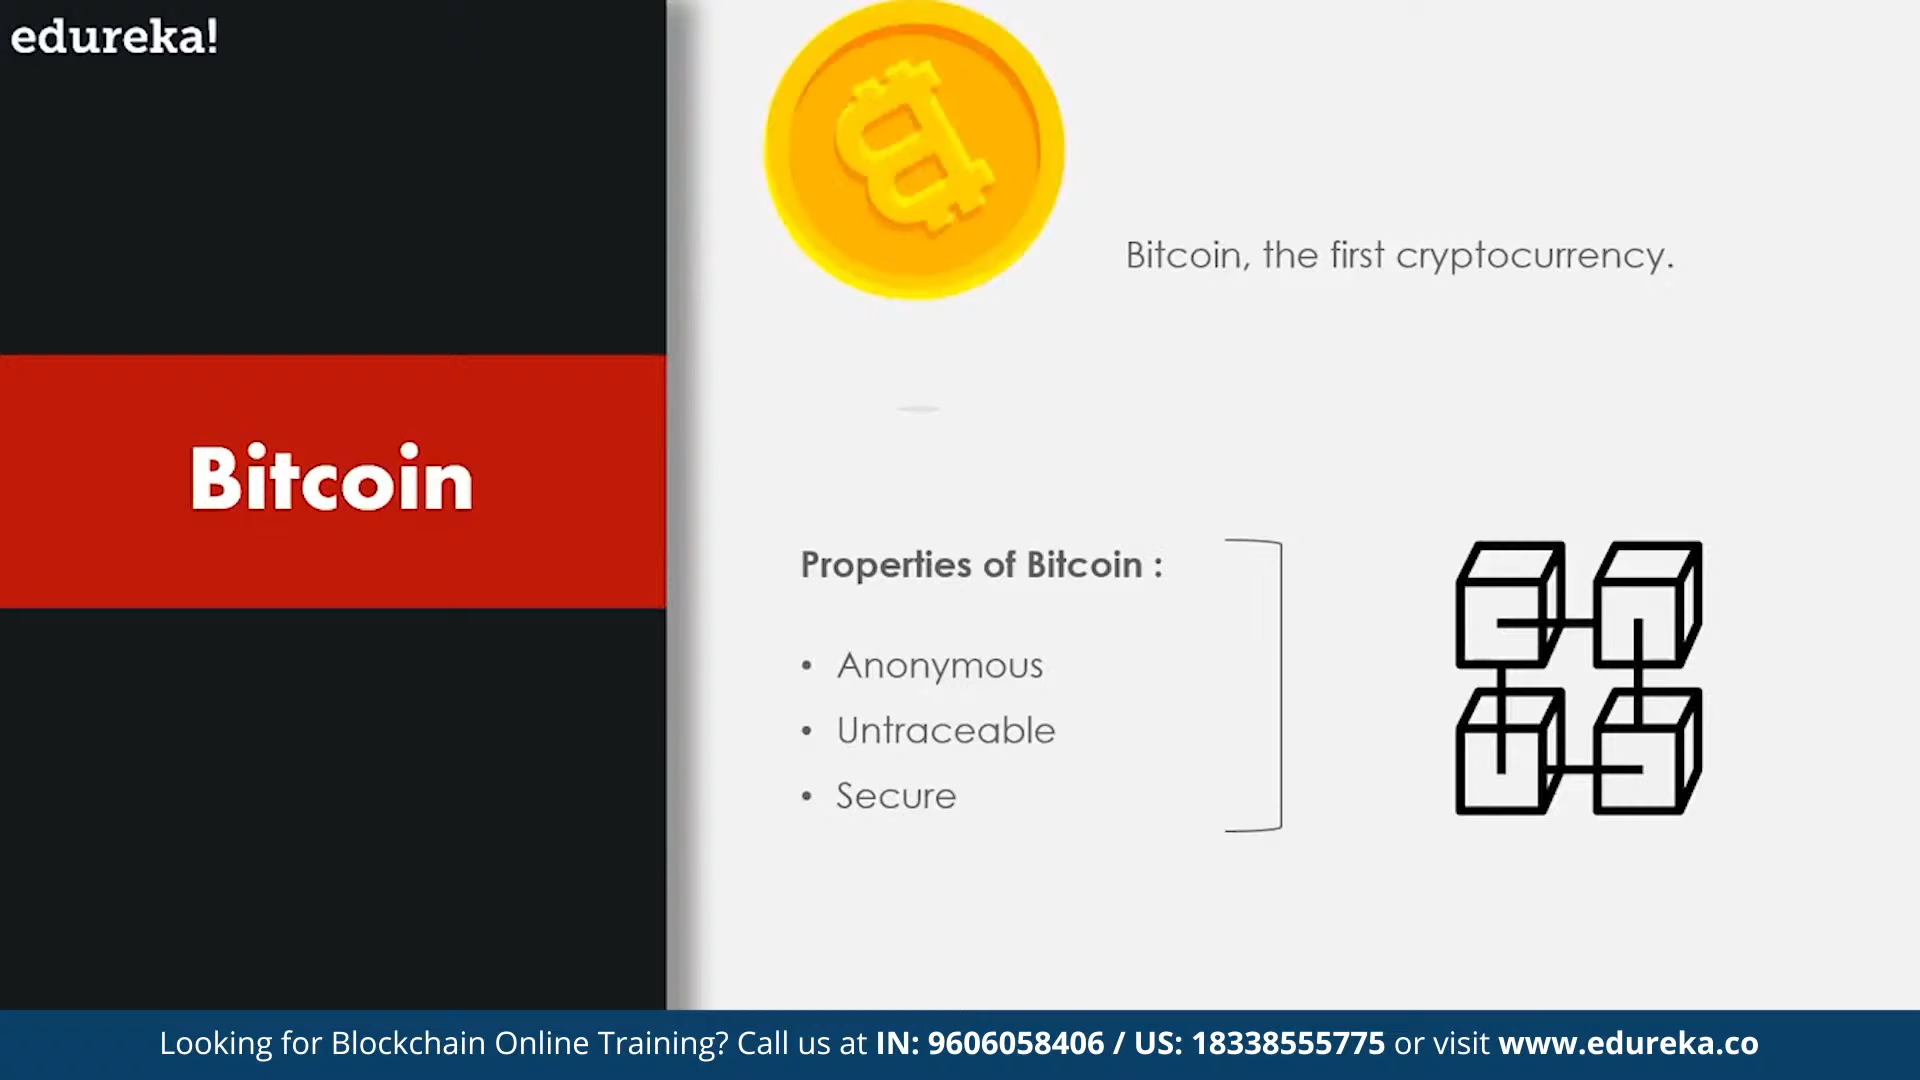 edureka!
Bitcoin, the first cryptocurrency.
Bitcoin
Properties of Bitcoin :
• Anonymous
• Untraceable
• Secure
Looking for Blockchain Online Training? Call us at IN: 9606058406 / US: 18338555775 or visit www.edureka.co